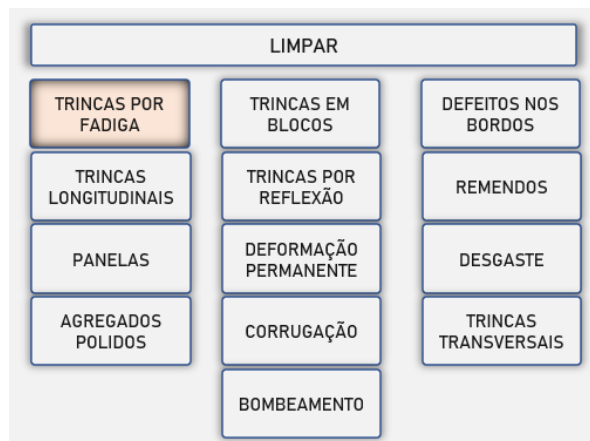 LIMPAR
TRINCAS POR
FADIGA
TRINCAS EM
BLOCOS
DEFEITOS NOS
BORDOS
TRINCAS
LONGITUDINAIS
TRINCAS POR
REFLEXÃO
REMENDOS
PANELAS
DEFORMAÇÃO
PERMANENTE
DESGASTE
AGREGADOS
POLIDOS
CORRUGAÇÃO
TRINCAS
TRANSVERSAIS
BOMBEAMENTO